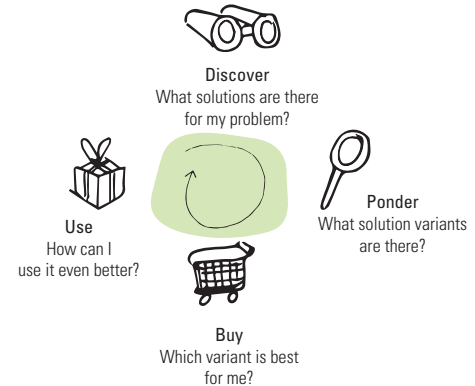 Discover
What solutions are there
for my problem?
Ponder
What solution variants
are there?
Use
How can I
use it even better?
Buy
Which variant is best
for me?